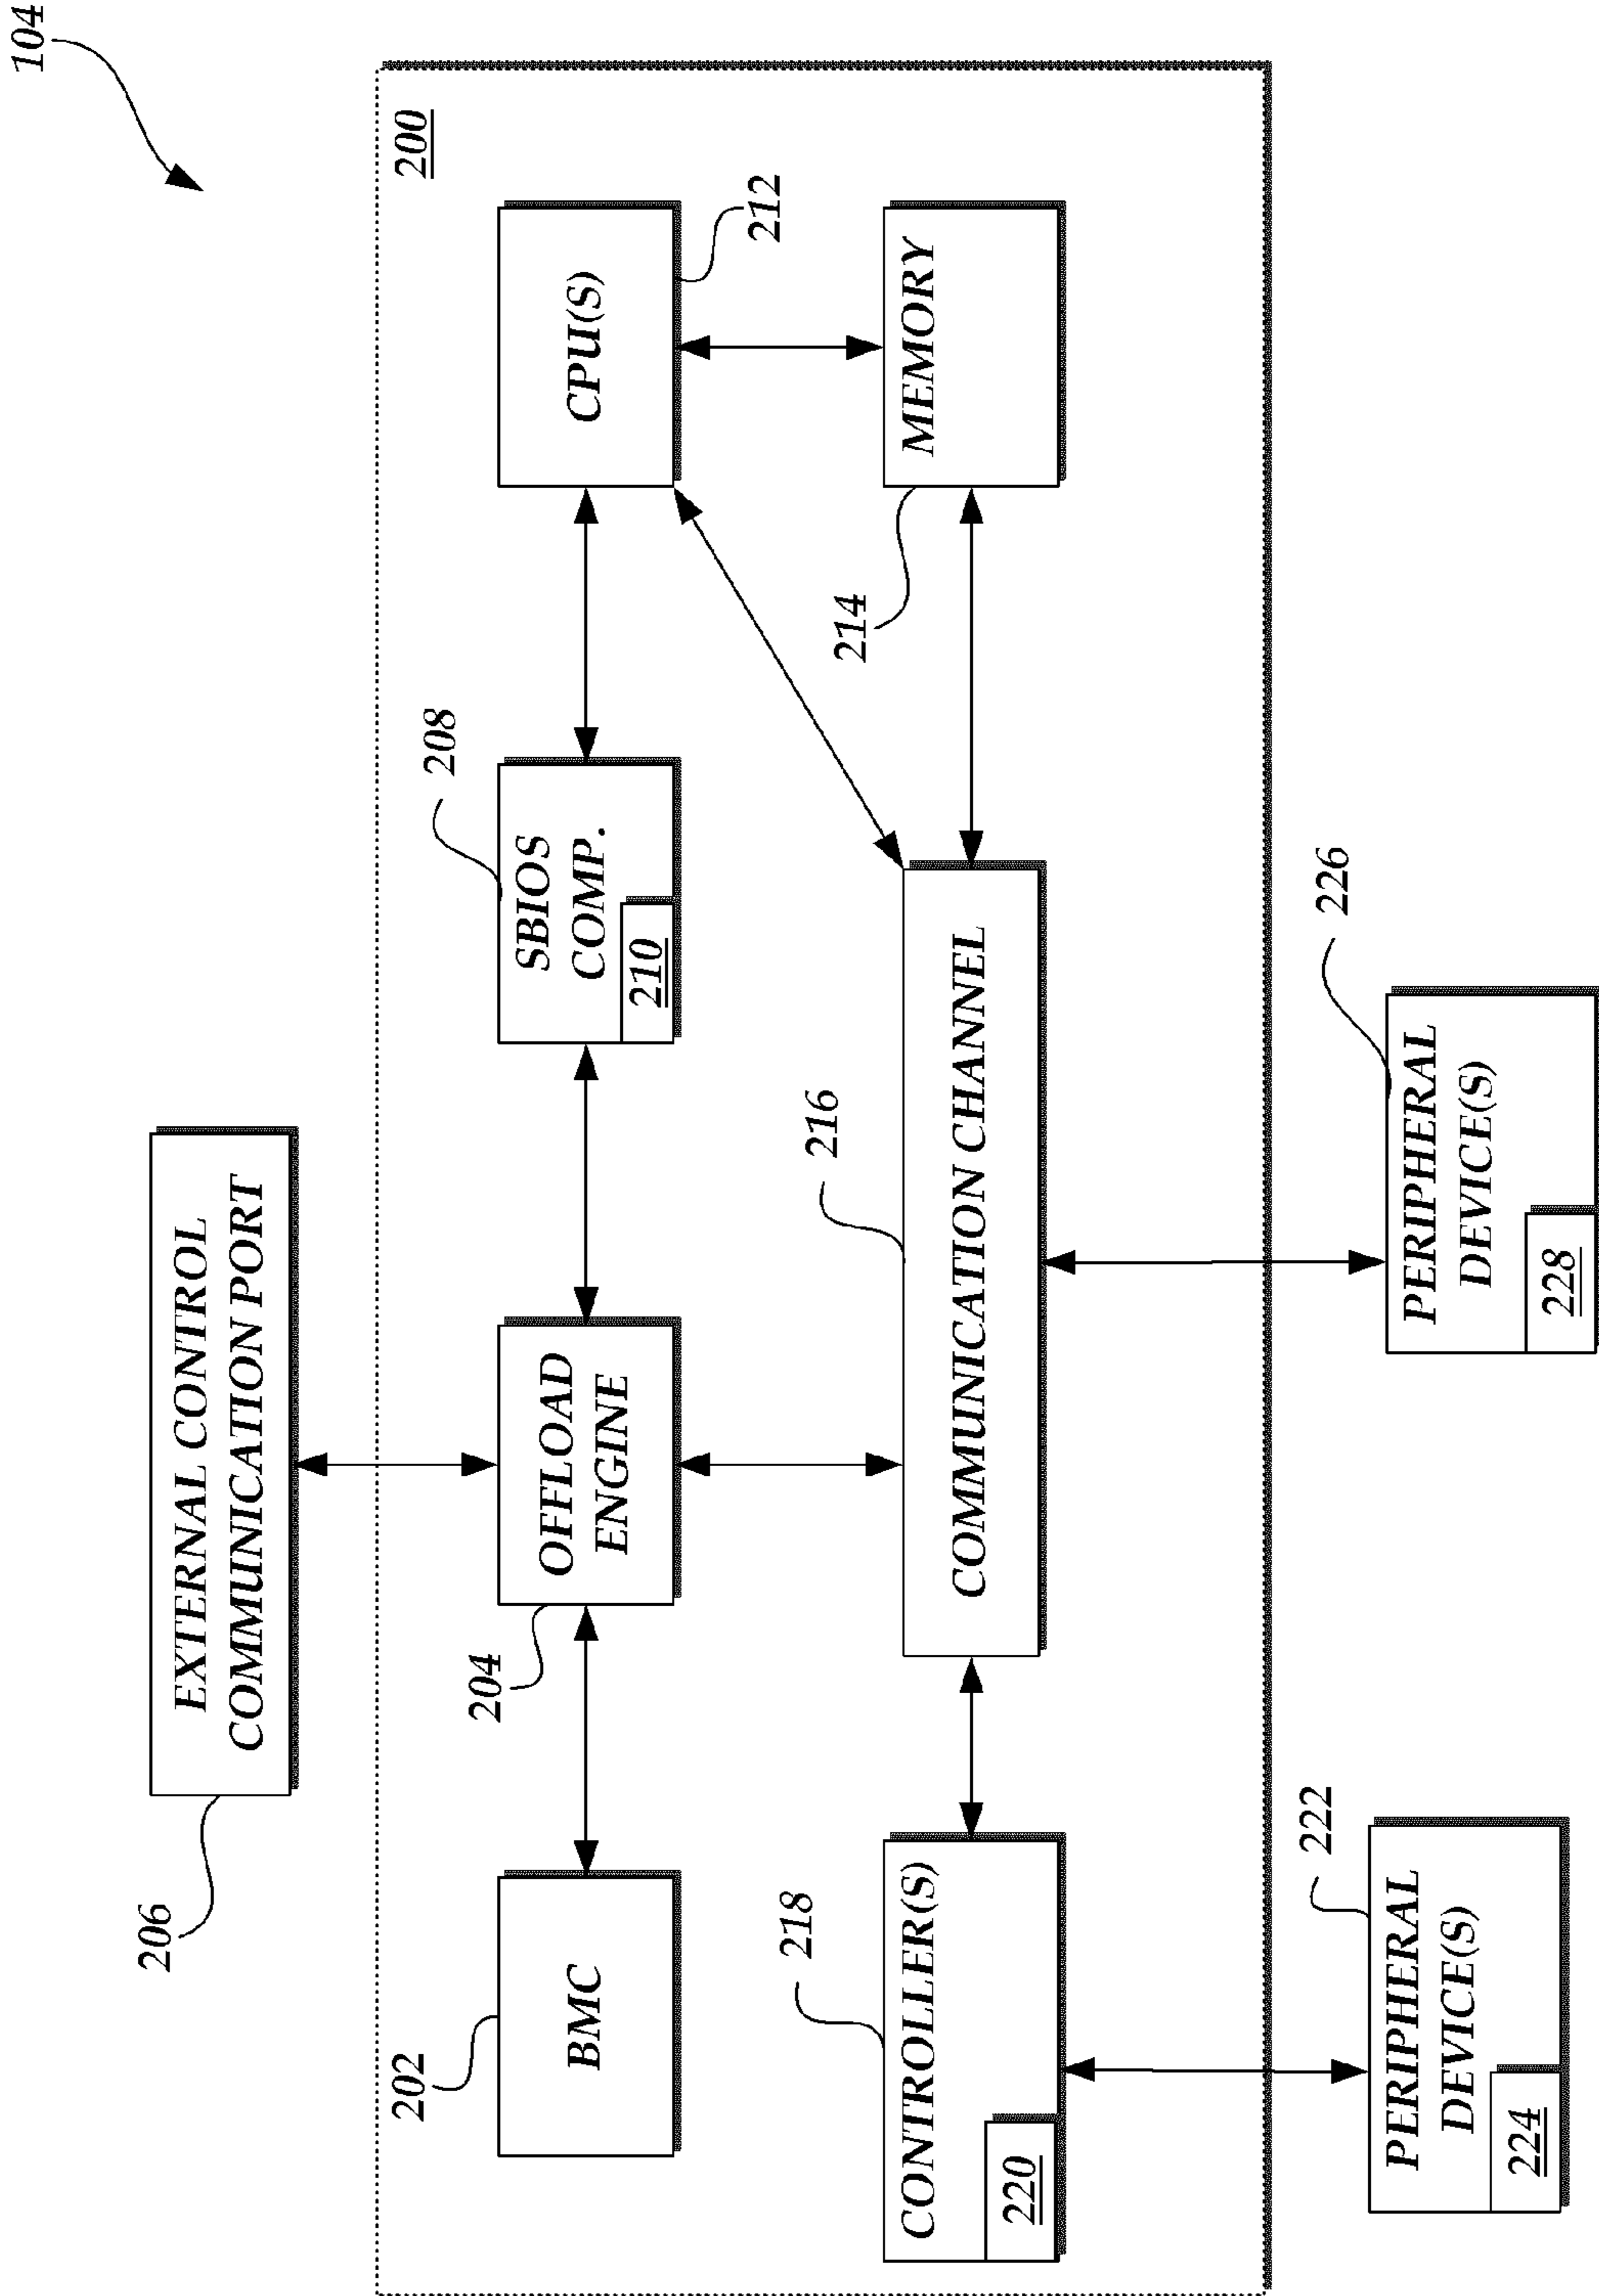 104
EXTERNAL CONTROL
COMMUNICATION PORT
206
200
202
BMC
204
OFFLOAD
ENGINE
208
SBIOS
COMP.
210
CPU(S)
212
218
CONTROLLER(S)
220
216
COMMUNICATION CHANNEL
214
MEMORY
222
PERIPHERAL
DEVICE(S)
224
226
PERIPHERAL
DEVICE(S)
228